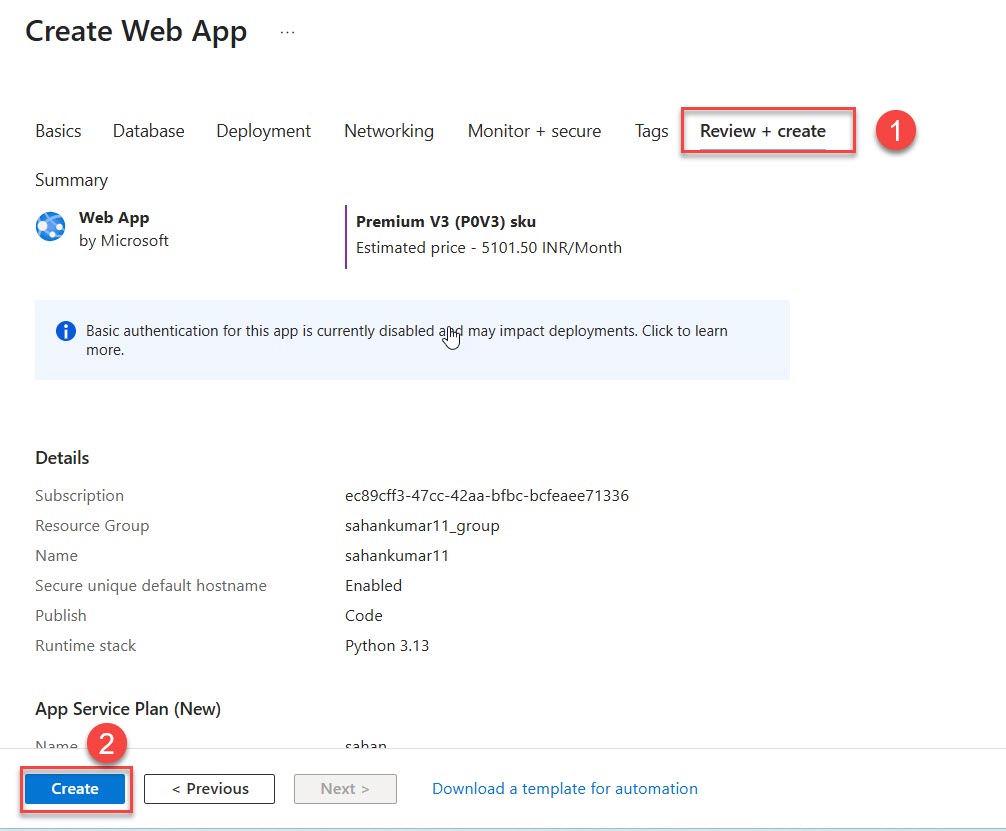 Create Web App ...
Basics Database Deployment Networking Monitor + secure Tags Review + create 1
Summary
Web App
by Microsoft
Premium V3 (P0V3) sku
Estimated price - 5101.50 INR/Month
Basic authentication for this app is currently disabled and may impact deployments. Click to learn
more.
Details
Subscription ec89cff3-47cc-42aa-bfbc-bcfeaee71336
Resource Group sahankumar11_group
Name sahankumar11
Secure unique default hostname Enabled
Publish Code
Runtime stack Python 3.13
App Service Plan (New)
Name sahan
2
Create < Previous Next > Download a template for automation